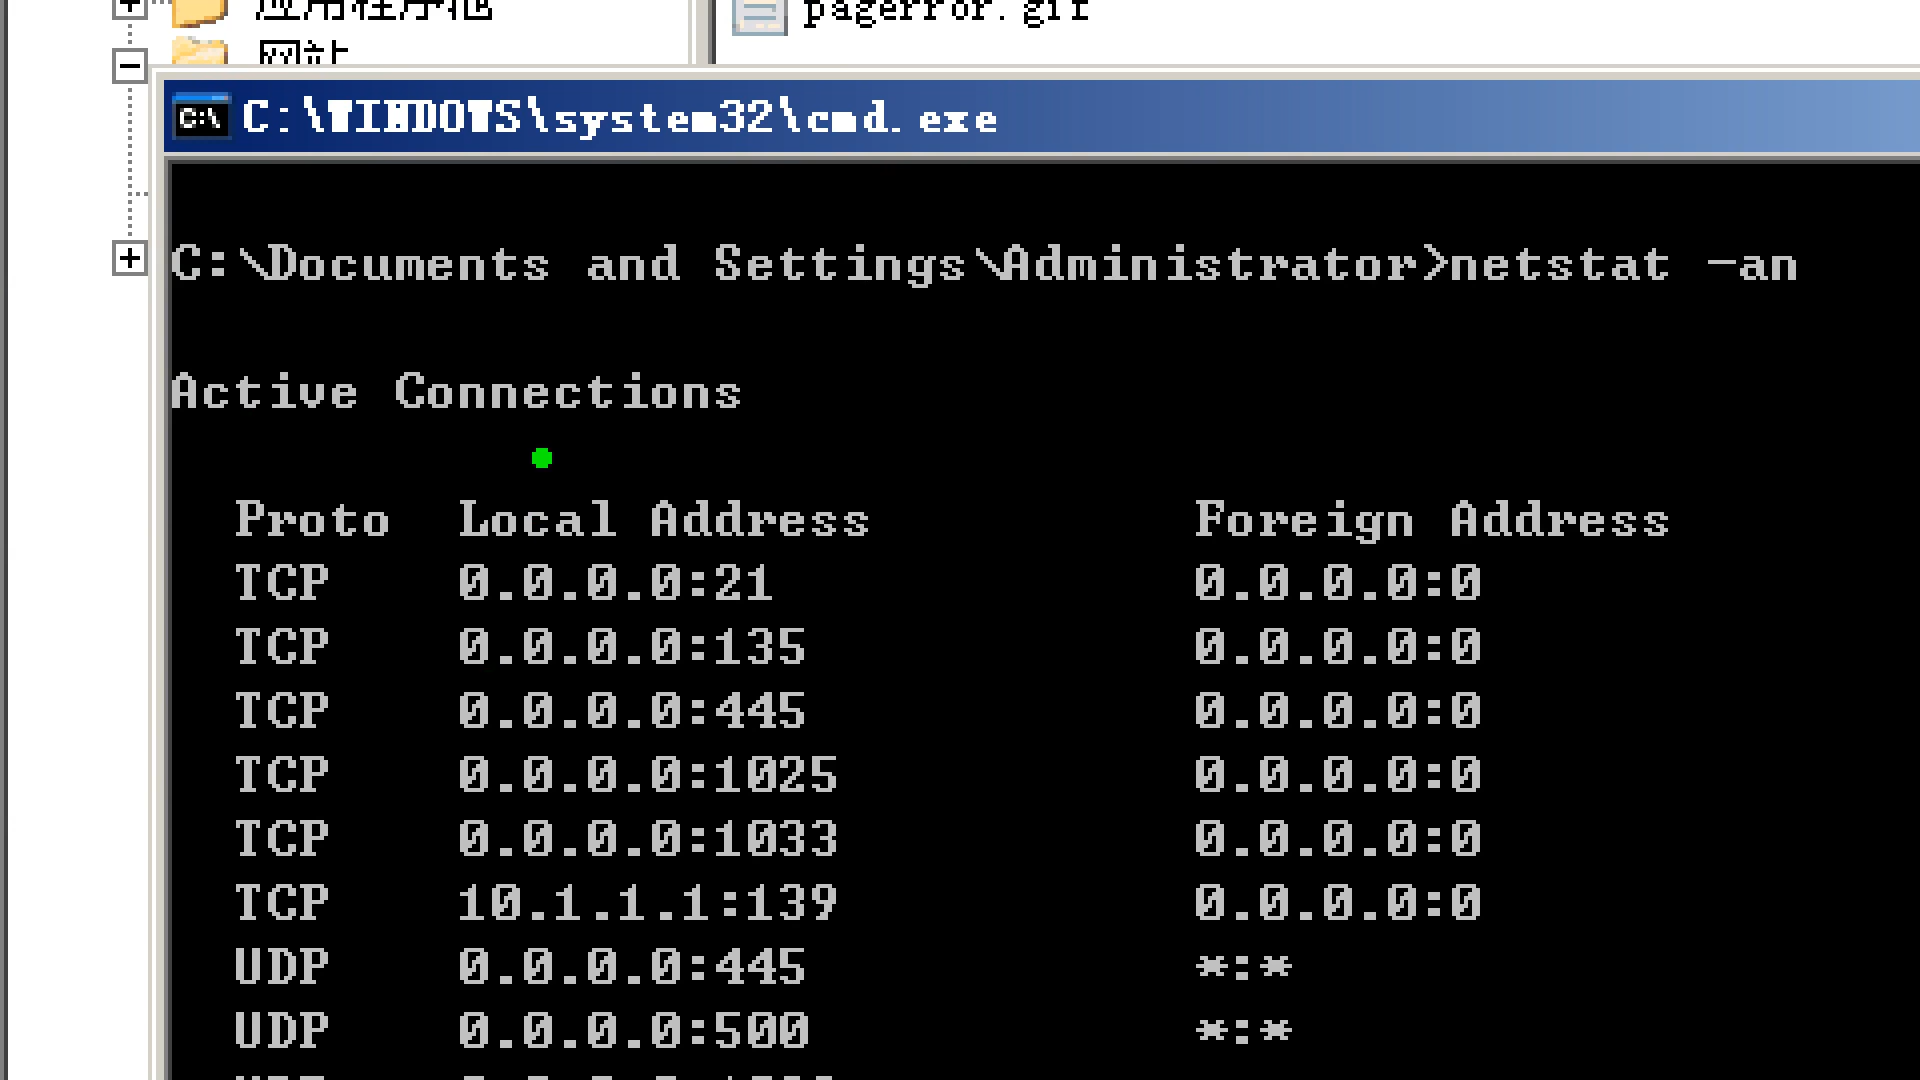 应用程序池
pagerror.gif
网站
C:\WINDOWS\system32\cmd.exe
C:\Documents and Settings\Administrator>netstat -an
Active Connections
Proto Local Address Foreign Address
TCP 0.0.0.0:21 0.0.0.0:0
TCP 0.0.0.0:135 0.0.0.0:0
TCP 0.0.0.0:445 0.0.0.0:0
TCP 0.0.0.0:1025 0.0.0.0:0
TCP 0.0.0.0:1033 0.0.0.0:0
TCP 10.1.1.1:139 0.0.0.0:0
UDP 0.0.0.0:445 *:*
UDP 0.0.0.0:500 *:*